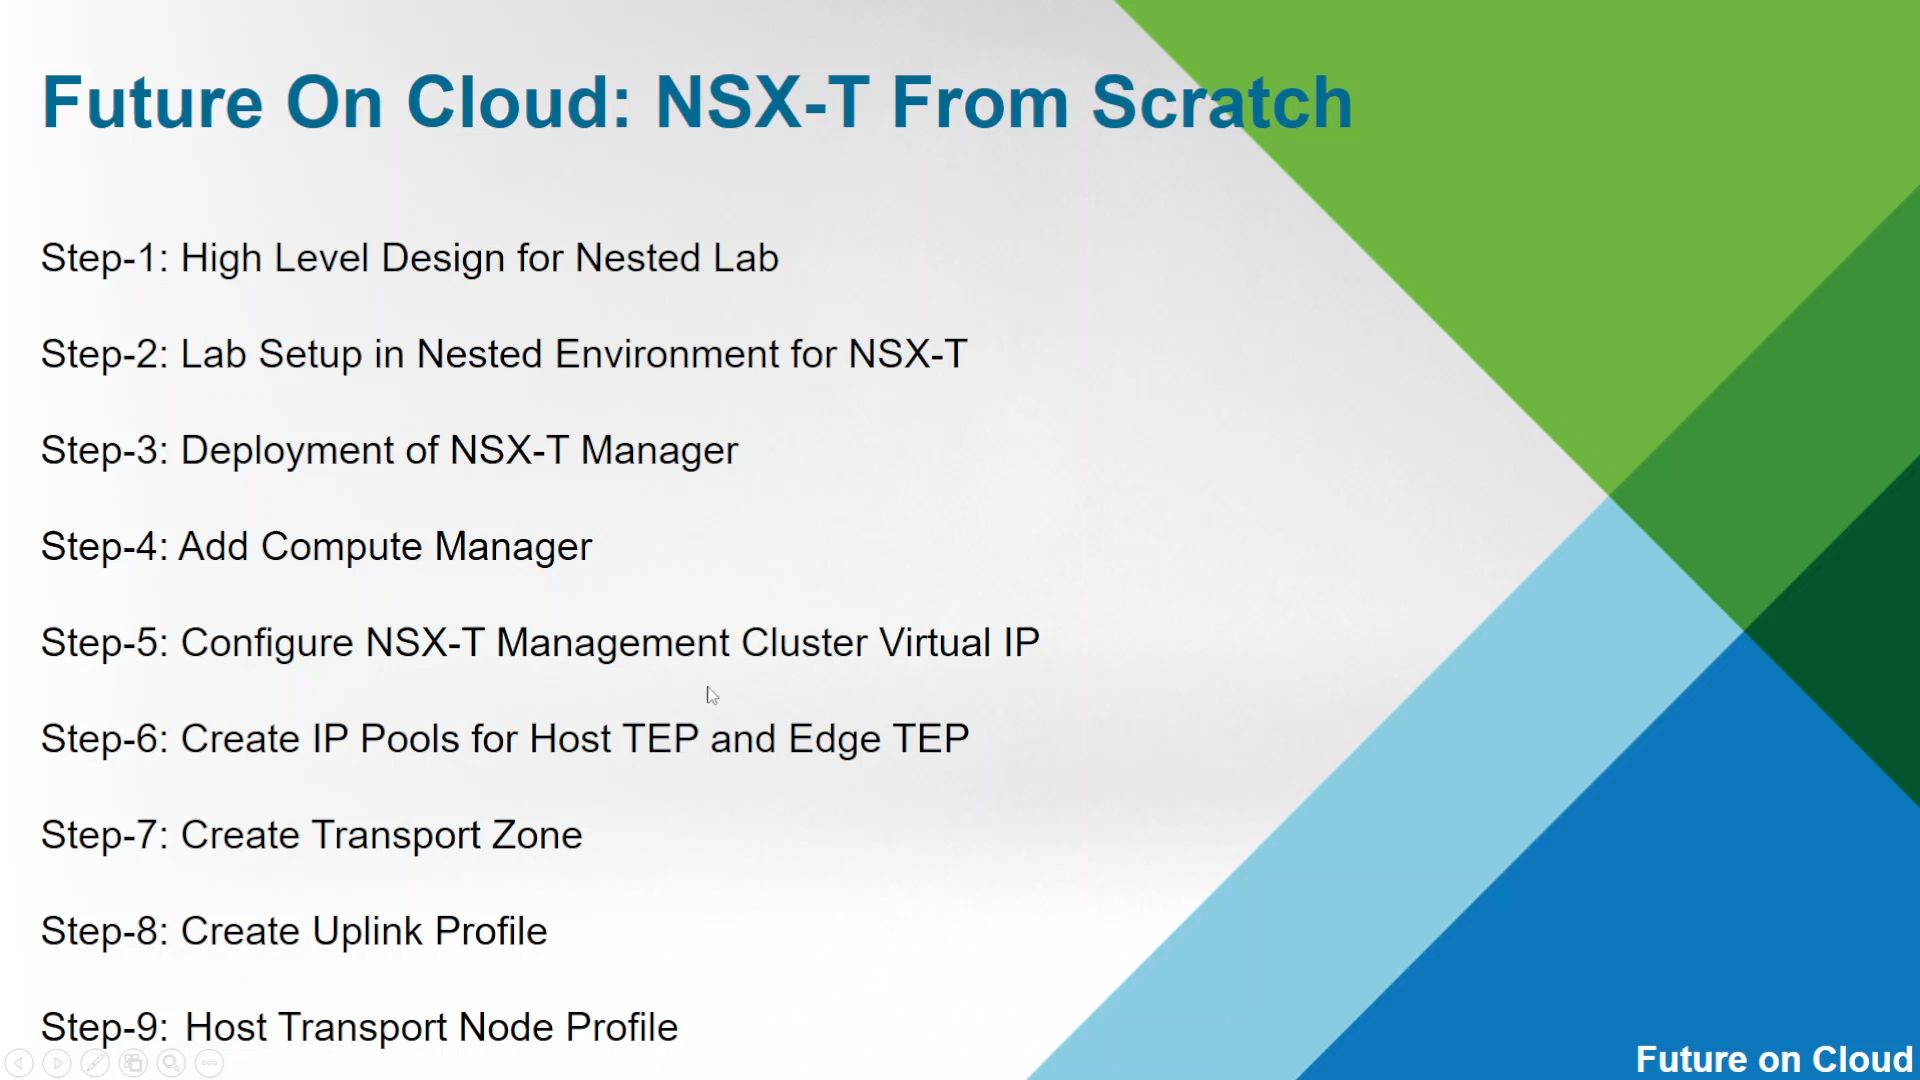 Future On Cloud: NSX-T From Scratch
Step-1: High Level Design for Nested Lab
Step-2: Lab Setup in Nested Environment for NSX-T
Step-3: Deployment of NSX-T Manager
Step-4: Add Compute Manager
Step-5: Configure NSX-T Management Cluster Virtual IP
Step-6: Create IP Pools for Host TEP and Edge TEP
Step-7: Create Transport Zone
Step-8: Create Uplink Profile
Step-9: Host Transport Node Profile
Future on Cloud